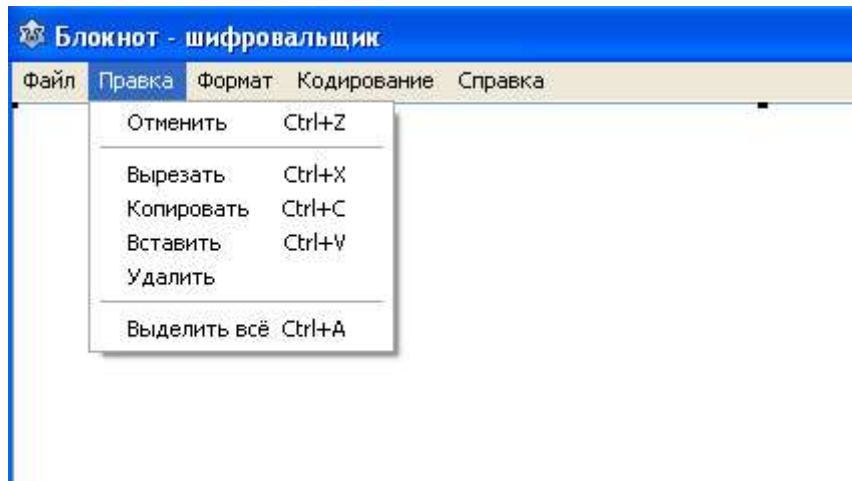 Блокнот - шифровальщик
Файл Правка Формат Кодирование Справка
Отменить Ctrl+Z
Вырезать Ctrl+X
Копировать Ctrl+C
Вставить Ctrl+V
Удалить
Выделить всё Ctrl+A